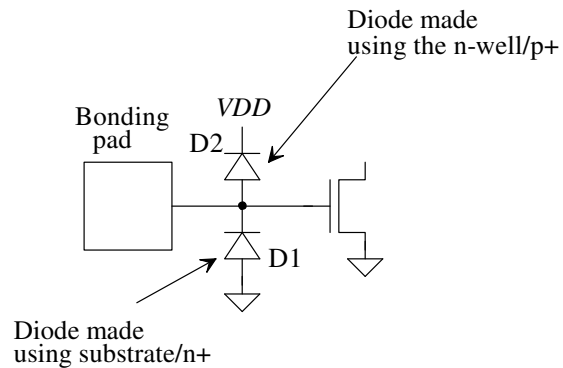 Diode made
using the n-well/p+
Bonding
pad
VDD
D2
D1
Diode made
using substrate/n+